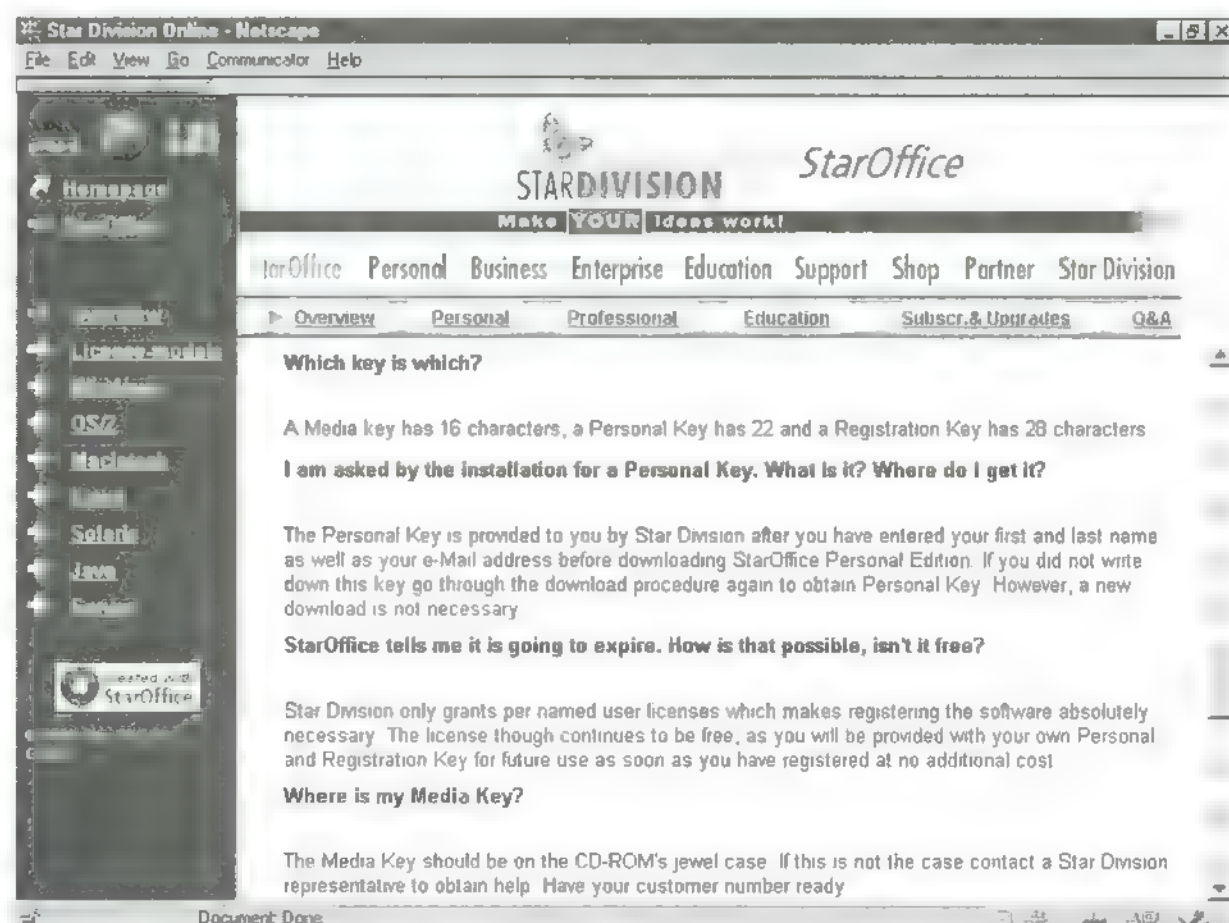 Star Division Online - Netscape
File Edit View Go Communicator Help
Homepage
OS/2
Macintosh
Solaris
Java
StarOffice
STARDIVISION
StarOffice
Make YOUR ideas work!
Personal Business Enterprise Education Support Shop Partner Star Division
Overview Personal Professional Education Subscr.& Upgrades Q&A
Which key is which?
A Media key has 16 characters, a Personal Key has 22 and a Registration Key has 28 characters
I am asked by the installation for a Personal Key. What is it? Where do I get it?
The Personal Key is provided to you by Star Division after you have entered your first and last name
as well as your e-Mail address before downloading StarOffice Personal Edition. If you did not write
down this key go through the download procedure again to obtain Personal Key. However, a new
download is not necessary
StarOffice tells me it is going to expire. How is that possible, isn't it free?
Star Division only grants per named user licenses which makes registering the software absolutely
necessary. The license though continues to be free, as you will be provided with your own Personal
and Registration Key for future use as soon as you have registered at no additional cost
Where is my Media Key?
The Media Key should be on the CD-ROM's jewel case. If this is not the case contact a Star Division
representative to obtain help. Have your customer number ready
Document Done